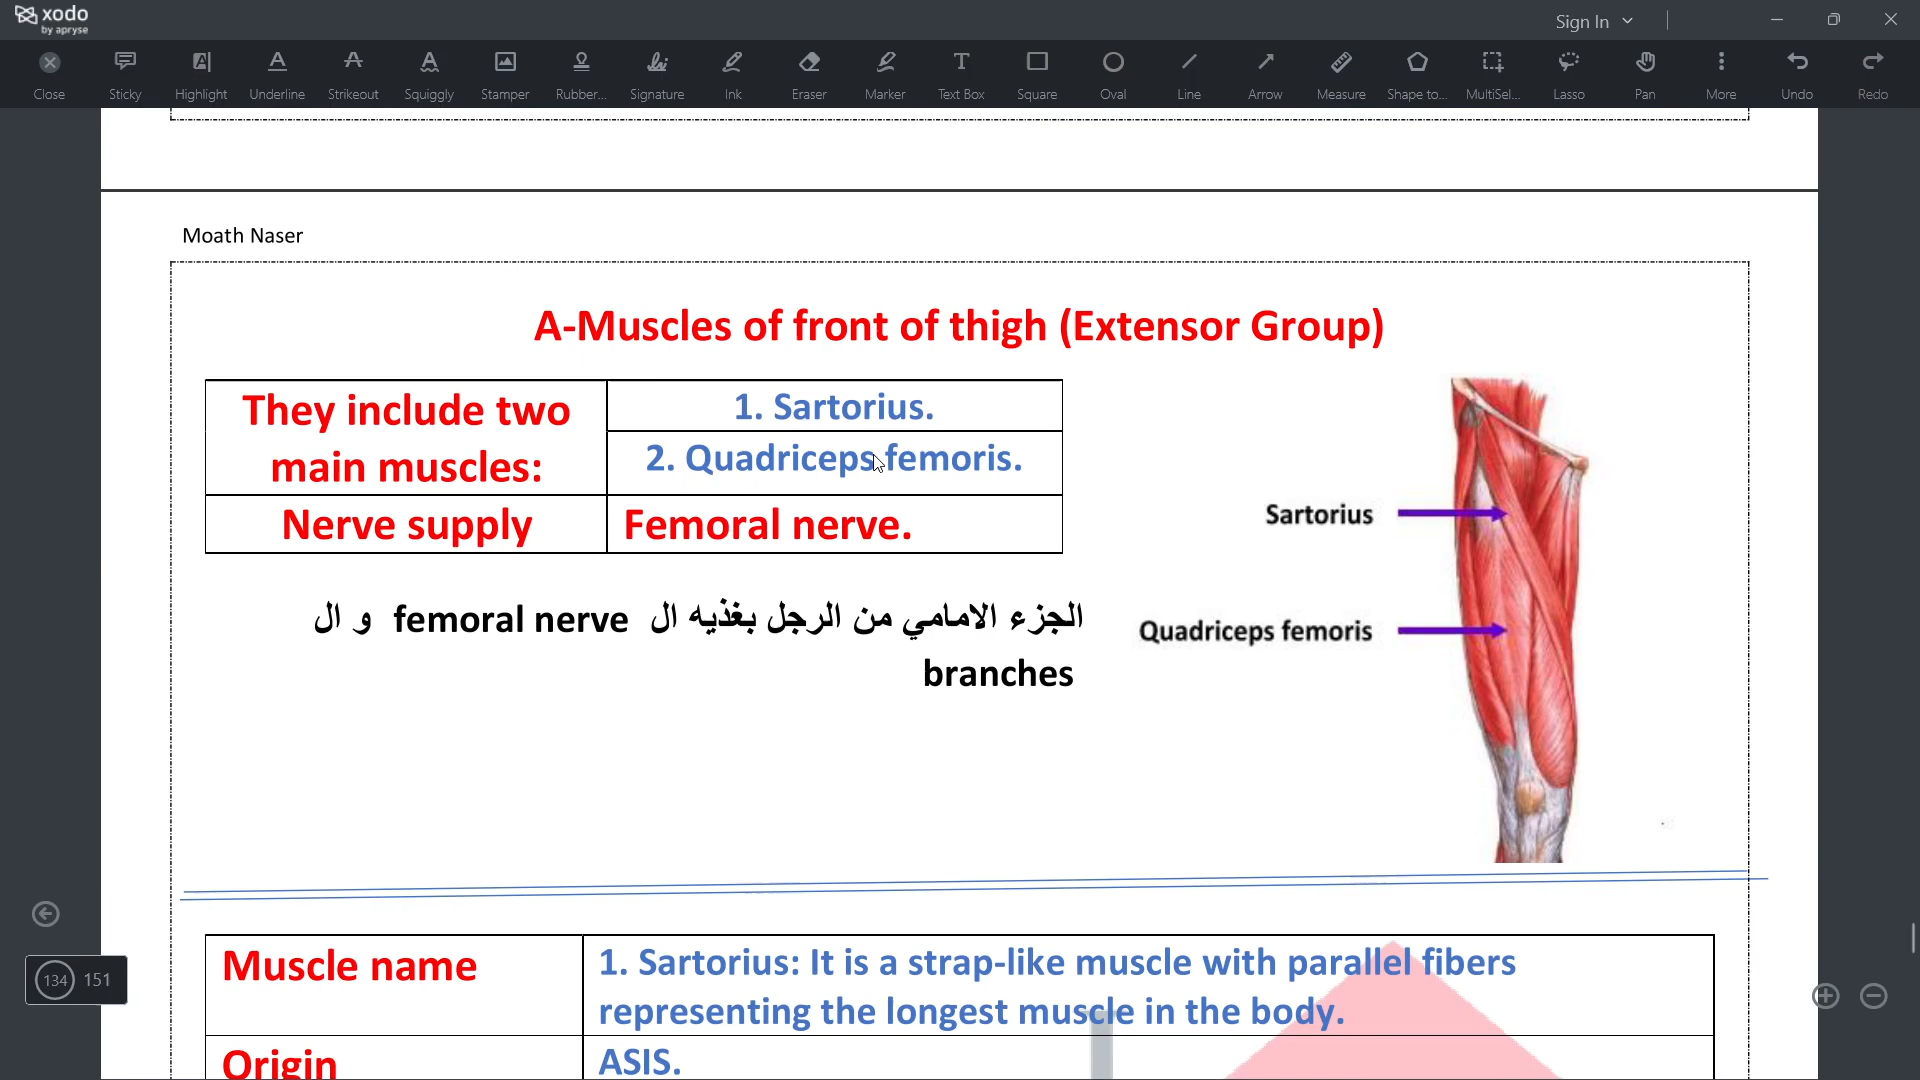 xodo
by apryse
Sign In
Close
Sticky
Highlight
Underline
Strikeout
Squiggly
Stamper
Rubber...
Signature
Ink
Eraser
Marker
Text Box
Square
Oval
Line
Arrow
Measure
Shape to...
MultiSel...
Lasso
Pan
More
Undo
Redo
Moath Naser
A-Muscles of front of thigh (Extensor Group)
They include two
main muscles:
1. Sartorius.
2. Quadriceps femoris.
Nerve supply
Femoral nerve.
الجزء الامامي من الرجل بغذيه ال femoral nerve و ال
branches
Sartorius
Quadriceps femoris
Muscle name
1. Sartorius: It is a strap-like muscle with parallel fibers
representing the longest muscle in the body.
Origin
ASIS.
134 151